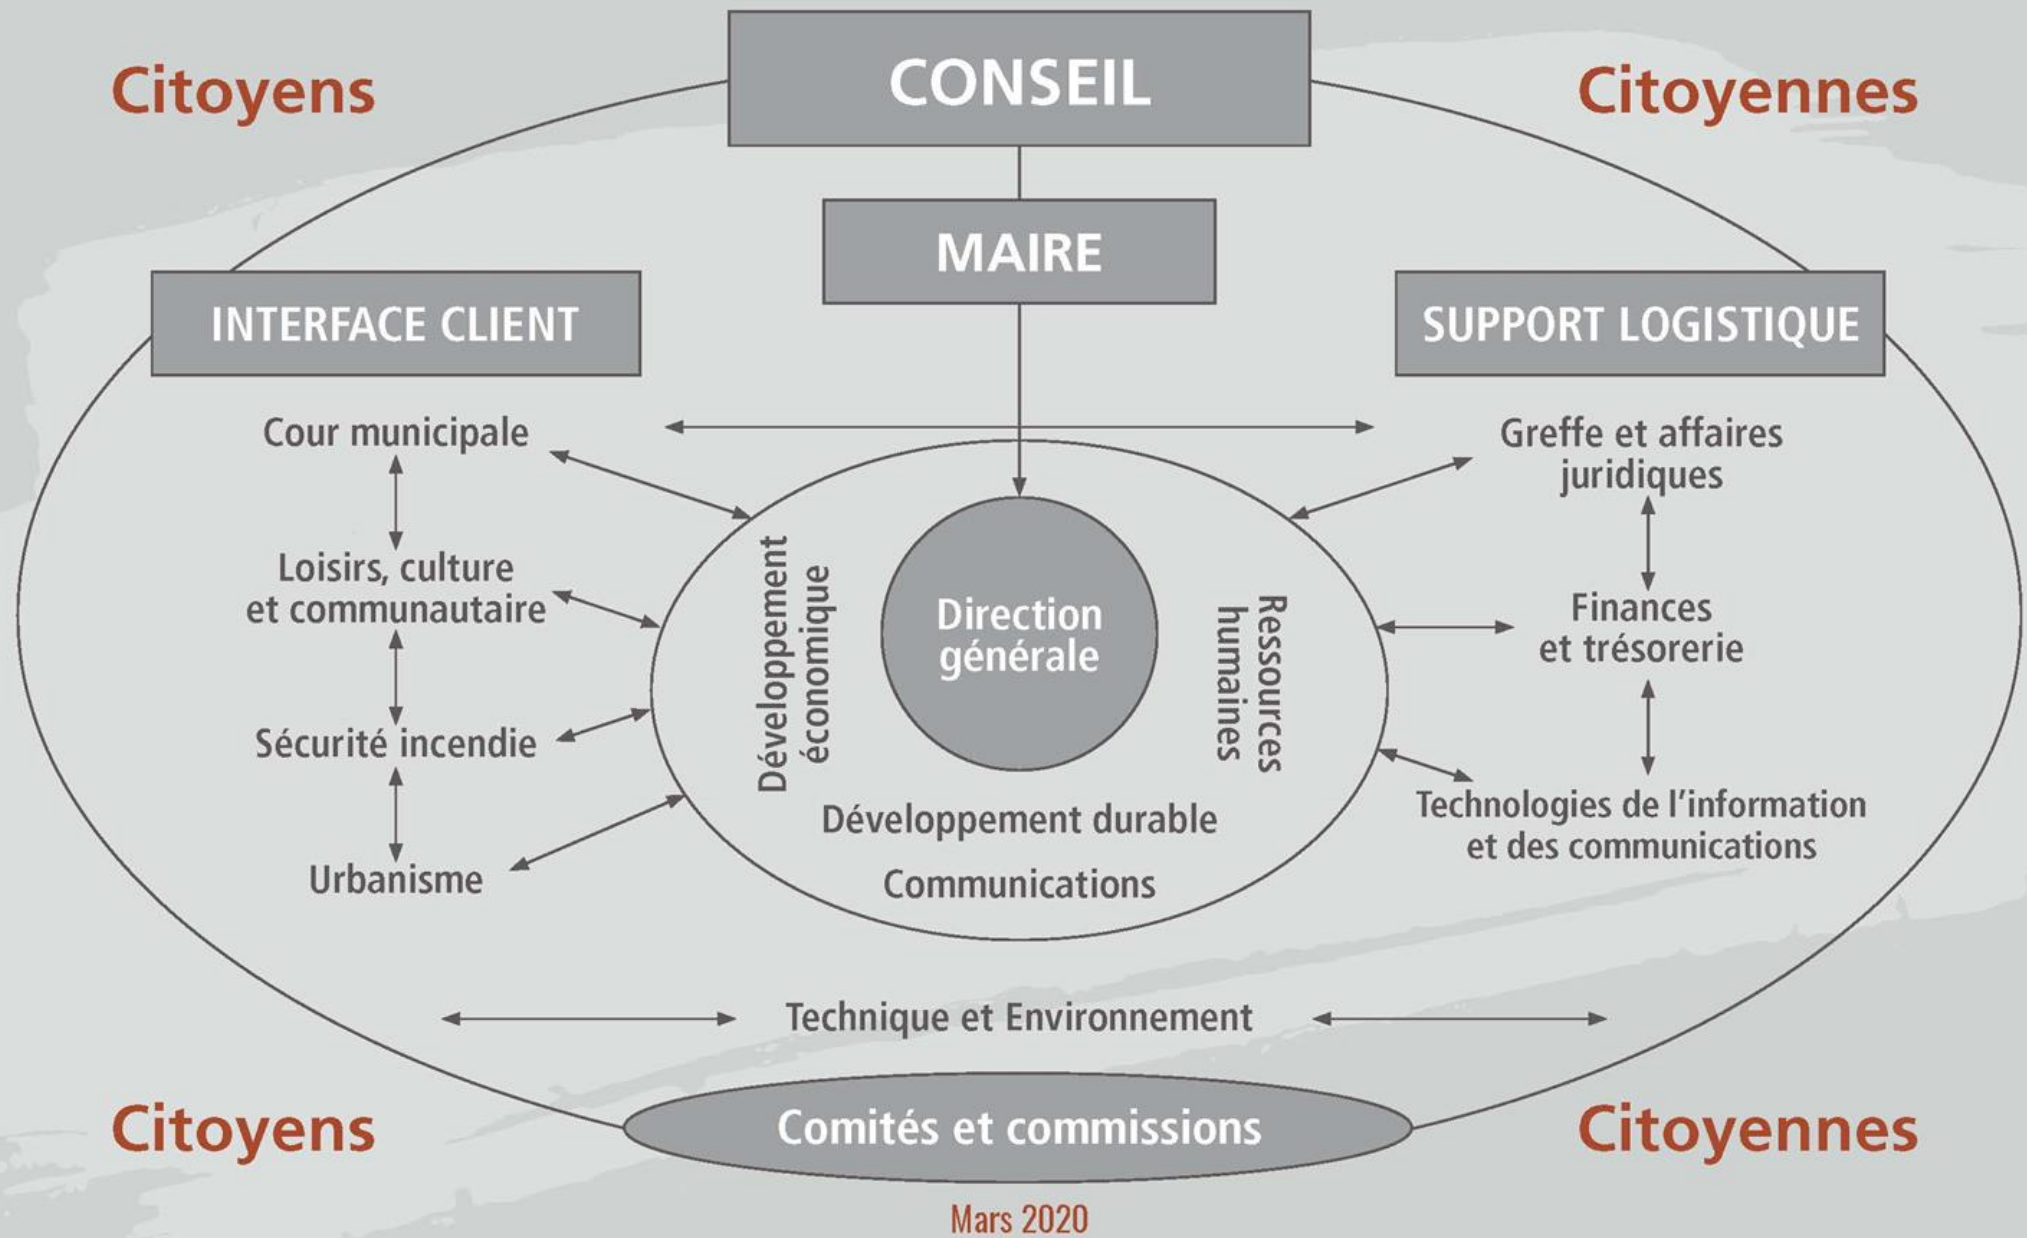 Citoyens
CONSEIL
Citoyennes
MAIRE
INTERFACE CLIENT
SUPPORT LOGISTIQUE
Cour municipale
Loisirs, culture
et communautaire
Sécurité incendie
Urbanisme
Développement
économique
Direction
générale
Ressources
humaines
Développement durable
Communications
Greffe et affaires
juridiques
Finances
et trésorerie
Technologies de l'information
et des communications
Technique et Environnement
Citoyens
Comités et commissions
Citoyennes
Mars 2020